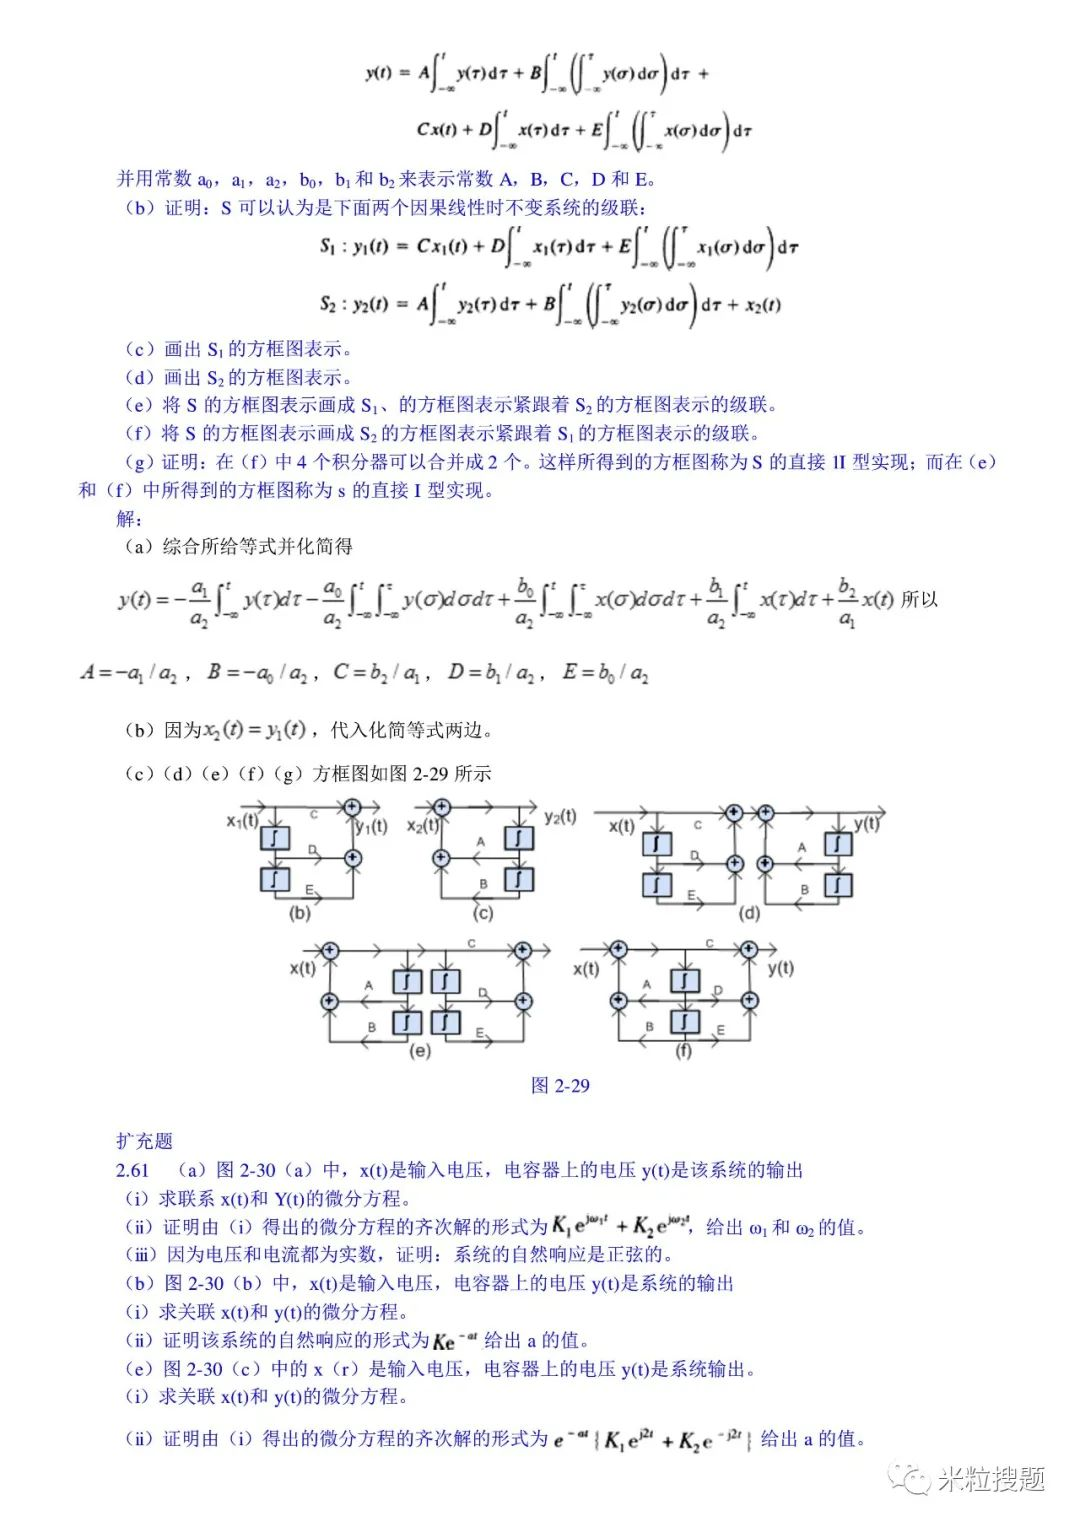 y(t) = A∫_{-∞}^{t} y(τ)dτ + B∫_{-∞}^{t} (∫_{-∞}^{τ} y(σ)dσ)dτ +
Cx(t) + D∫_{-∞}^{t} x(τ)dτ + E∫_{-∞}^{t} (∫_{-∞}^{τ} x(σ)dσ)dτ
并用常数 a₀，a₁，a₂，b₀，b₁ 和 b₂ 来表示常数 A，B，C，D 和 E。
（b）证明：S 可以认为是下面两个因果线性时不变系统的级联：
S₁ : y₁(t) = Cx₁(t) + D∫_{-∞}^{t} x₁(τ)dτ + E∫_{-∞}^{t} (∫_{-∞}^{τ} x₁(σ)dσ)dτ
S₂ : y₂(t) = A∫_{-∞}^{t} y₂(τ)dτ + B∫_{-∞}^{t} (∫_{-∞}^{τ} y₂(σ)dσ)dτ + x₂(t)
（c）画出 S₁ 的方框图表示。
（d）画出 S₂ 的方框图表示。
（e）将 S 的方框图表示画成 S₁、的方框图表示紧跟着 S₂ 的方框图表示的级联。
（f）将 S 的方框图表示画成 S₂ 的方框图表示紧跟着 S₁ 的方框图表示的级联。
（g）证明：在（f）中 4 个积分器可以合并成 2 个。这样所得到的方框图称为 S 的直接 1I 型实现；而在（e）
和（f）中所得到的方框图称为 s 的直接 I 型实现。
解：
（a）综合所给等式并化简得
y(t) = −a₁/a₂ ∫_{-∞}^{t} y(τ)dτ − a₀/a₂ ∫_{-∞}^{t} ∫_{-∞}^{τ} y(σ)dσdτ + b₀/a₂ ∫_{-∞}^{t} ∫_{-∞}^{τ} x(σ)dσdτ + b₁/a₂ ∫_{-∞}^{t} x(τ)dτ + b₂/a₁ x(t) 所以
A = −a₁ / a₂ ， B = −a₀ / a₂ ， C = b₂ / a₁ ， D = b₁ / a₂ ， E = b₀ / a₂
（b）因为 x₂(t) = y₁(t) ，代入化简等式两边。
（c）（d）（e）（f）（g）方框图如图 2-29 所示
x₁(t) C y₁(t) ∫ D ∫ E (b)
x₂(t) y₂(t) A ∫ B ∫ (c)
x(t) C y(t) ∫ D ∫ E A ∫ B ∫ (d)
x(t) C A ∫ ∫ D B ∫ ∫ E (e)
x(t) C y(t) A ∫ D B ∫ E (f)
图 2-29
扩充题
2.61 （a）图 2-30（a）中，x(t)是输入电压，电容器上的电压 y(t)是该系统的输出
（i）求联系 x(t)和 Y(t)的微分方程。
（ii）证明由（i）得出的微分方程的齐次解的形式为 K₁e^{jω₁t} + K₂e^{jω₂t}，给出 ω₁ 和 ω₂ 的值。
（iii）因为电压和电流都为实数，证明：系统的自然响应是正弦的。
（b）图 2-30（b）中，x(t)是输入电压，电容器上的电压 y(t)是系统的输出
（i）求关联 x(t)和 y(t)的微分方程。
（ii）证明该系统的自然响应的形式为 Ke^{-at} 给出 a 的值。
（e）图 2-30（c）中的 x（r）是输入电压，电容器上的电压 y(t)是系统输出。
（i）求关联 x(t)和 y(t)的微分方程。
（ii）证明由（i）得出的微分方程的齐次解的形式为 e^{-at}{K₁e^{j2t} + K₂e^{-j2t}} 给出 a 的值。
米粒搜题